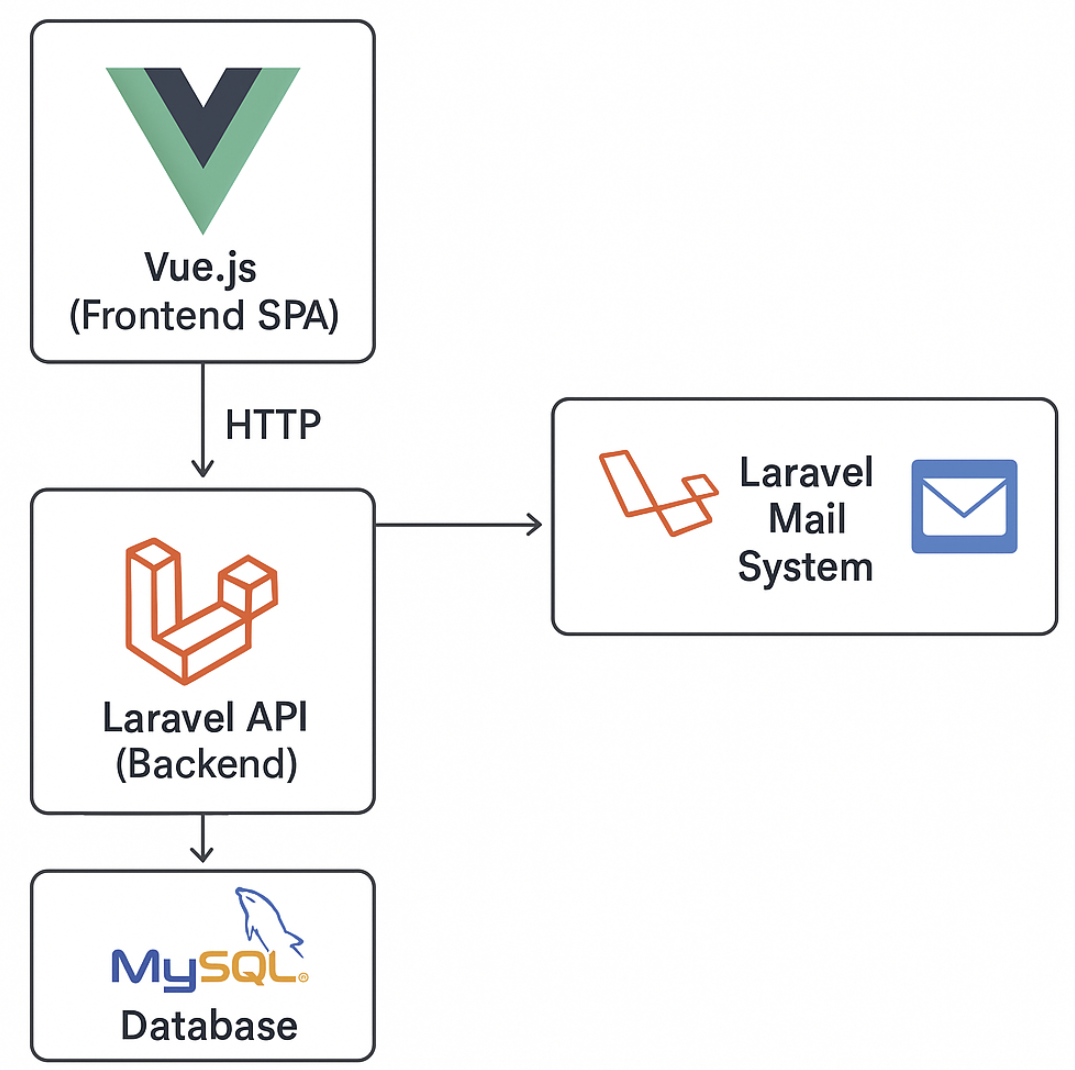 Vue.js
(Frontend SPA)
HTTP
Laravel
Mail
System
Laravel API
(Backend)
MySQL®
Database